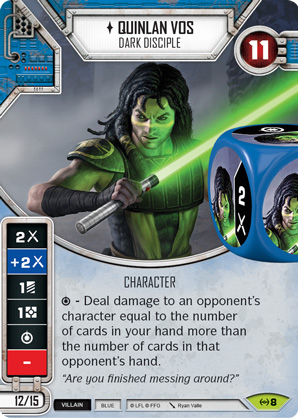 QUINLAN VOS
DARK DISCIPLE
11
2
2
+2
1
1
-
CHARACTER
- Deal damage to an opponent's
character equal to the number
of cards in your hand more than
the number of cards in that
opponent's hand.
"Are you finished messing around?"
12/15
VILLAIN
BLUE
© LFL © FFG
Ryan Valle
8